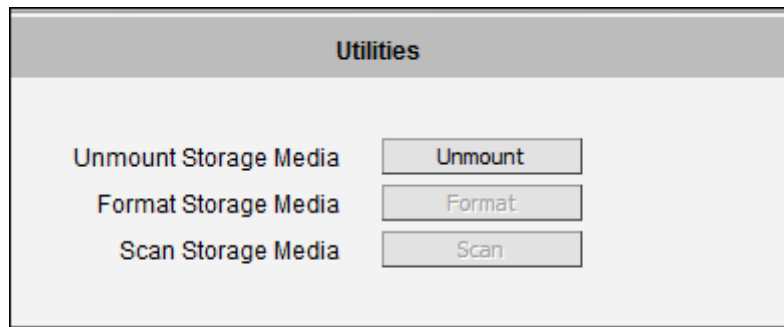 Utilities
Unmount Storage Media Unmount
Format Storage Media Format
Scan Storage Media Scan